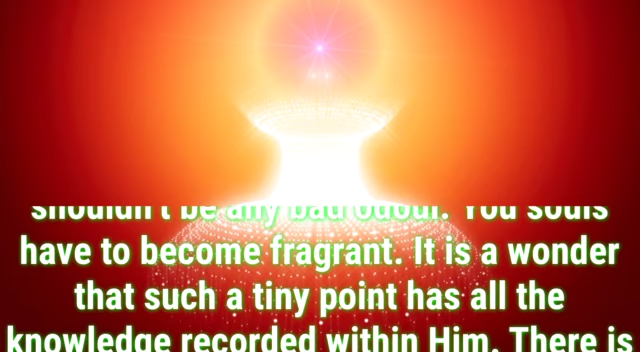 shouldn't be any bad odour. You souls
have to become fragrant. It is a wonder
that such a tiny point has all the
knowledge recorded within Him. There is